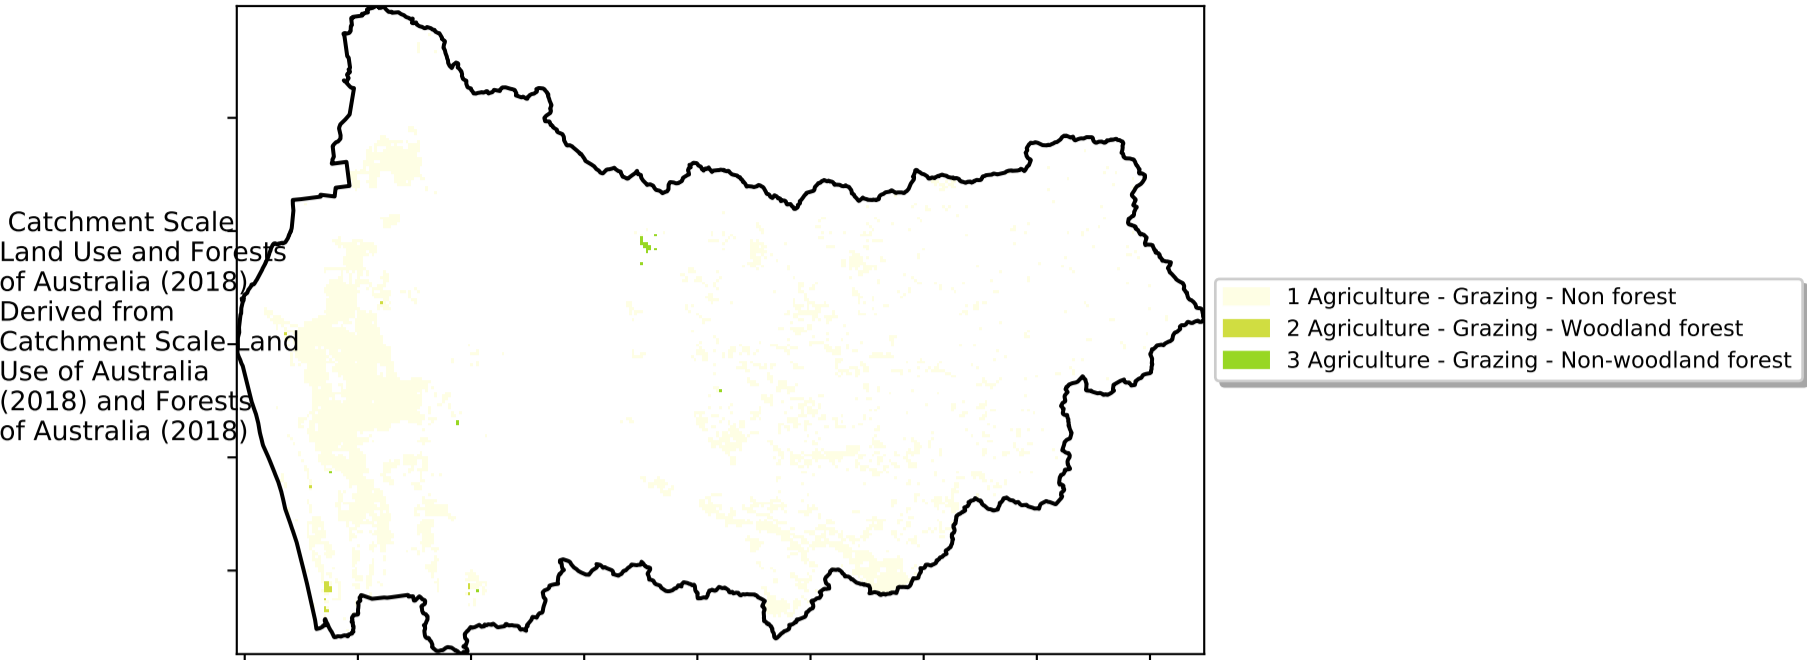 Catchment Scale
Land Use and Forests
of Australia (2018)
Derived from
Catchment Scale Land
Use of Australia
(2018) and Forests
of Australia (2018)
1 Agriculture - Grazing - Non forest
2 Agriculture - Grazing - Woodland forest
3 Agriculture - Grazing - Non-woodland forest